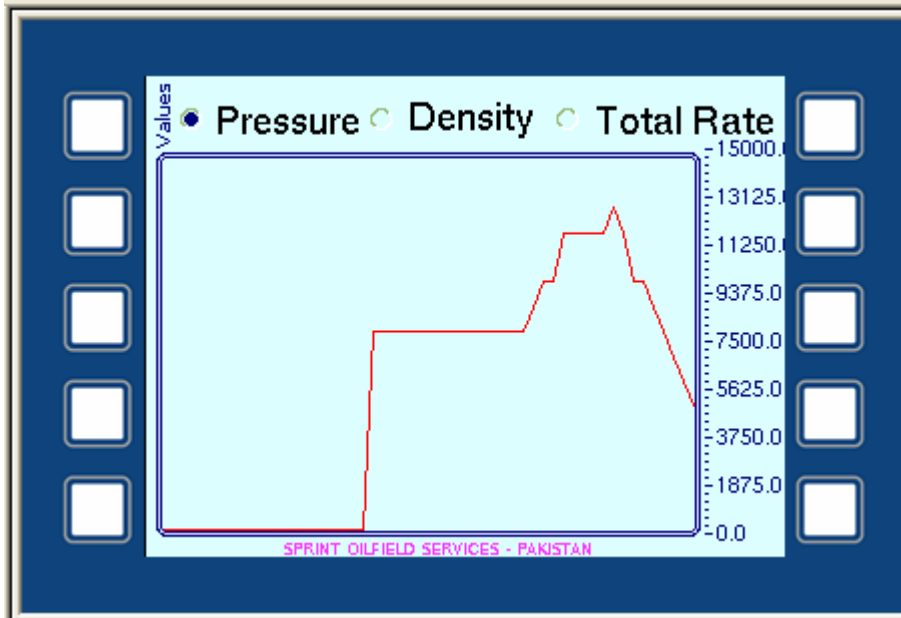 Values
Pressure
Density
Total Rate
15000.
13125.
11250.
9375.0
7500.0
5625.0
3750.0
1875.0
0.0
SPRINT OILFIELD SERVICES - PAKISTAN